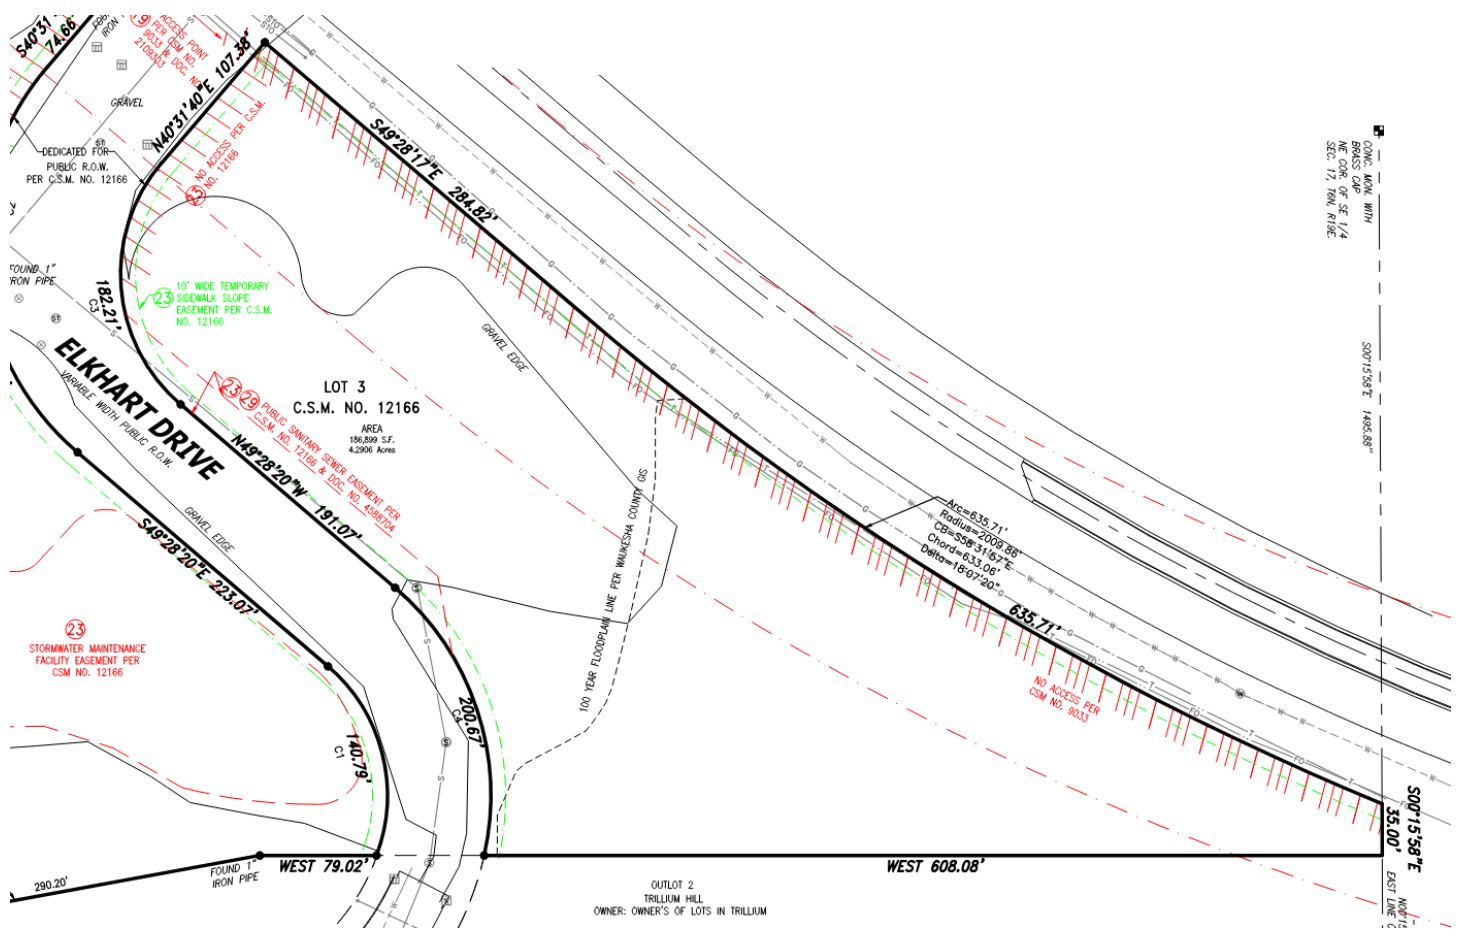 S40°31'
74.66
IRON PIPE
ACCESS POINT
PER CSM NO.
9033 & DOC. NO.
2109303
19
STO
STO
GRAVEL
N40°31'40"E 107.38'
NO ACCESS PER C.S.M.
NO. 12166
23
DEDICATED FOR
PUBLIC R.O.W.
PER C.S.M. NO. 12166
C2
FOUND 1"
IRON PIPE
182.21'
C3
23
10' WIDE TEMPORARY
SIDEWALK SLOPE
EASEMENT PER C.S.M.
NO. 12166
S49°28'17"E 284.82'
GRAVEL EDGE
CONC. MON. WITH
BRASS CAP
NE COR. OF SE 1/4
SEC. 17, T6N, R19E.
S00°15'58"E 1495.88"
ELKHART DRIVE
VARIABLE WIDTH PUBLIC R.O.W.
LOT 3
C.S.M. NO. 12166
AREA
186,899 S.F.
4.2906 Acres
23 29
PUBLIC SANITARY SEWER EASEMENT PER
C.S.M. NO. 12166 & DOC. NO. 4588704
N49°28'20"W 191.07'
GRAVEL EDGE
S49°28'20"E 223.07'
100 YEAR FLOODPLAIN LINE PER WAUKESHA COUNTY GIS
Arc=635.71'
Radius=2009.86'
CB=S58°31'57"E
Chord=633.06'
Delta=18°07'20"
635.71'
NO ACCESS PER
CSM NO. 9033
23
STORMWATER MAINTENANCE
FACILITY EASEMENT PER
CSM NO. 12166
140.79'
C1
200.67'
C4
S00°15'58"E
35.00'
EAST LINE
WEST 79.02'
WEST 608.08'
FOUND 1"
IRON PIPE
290.20'
OUTLOT 2
TRILLIUM HILL
OWNER: OWNER'S OF LOTS IN TRILLIUM